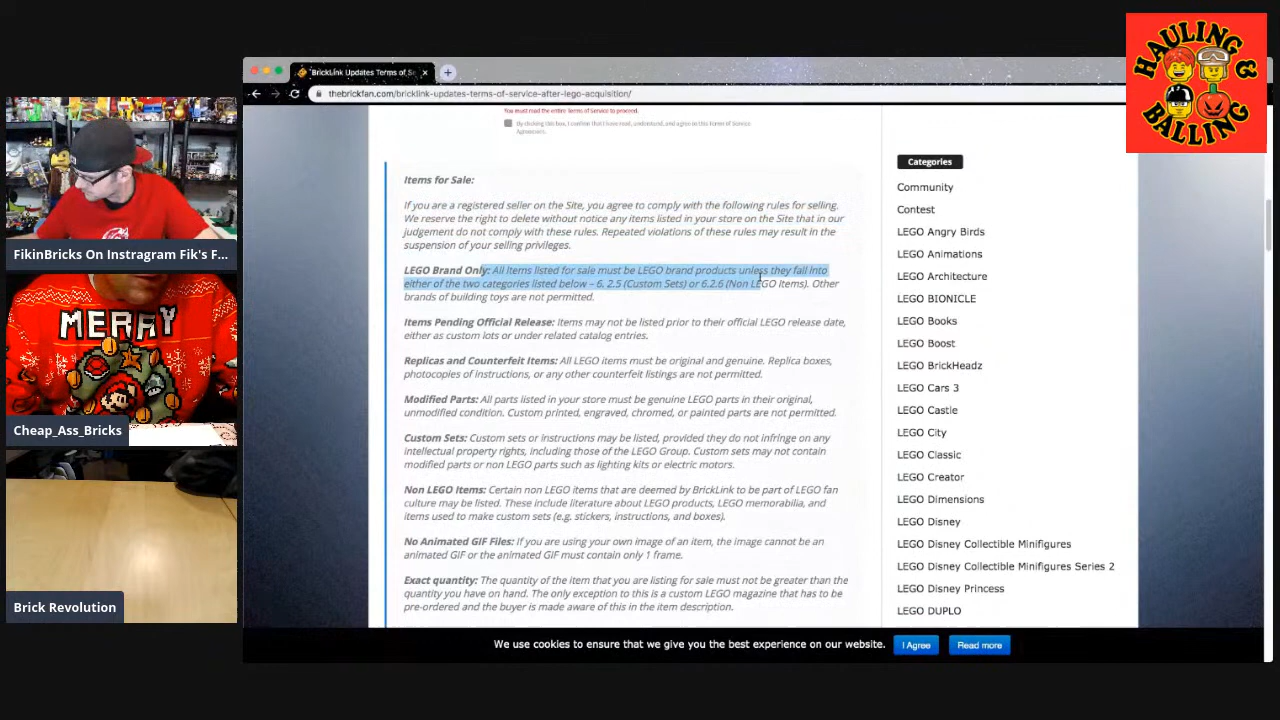 HAULING &
BALLING
BrickLink Updates Terms of Se
thebrickfan.com/bricklink-updates-terms-of-service-after-lego-acquisition/
You must read the entire Terms of Service to proceed.
By clicking this box, I confirm that I have read, understand, and agree to this Terms of Service
Agreement.
Items for Sale:
If you are a registered seller on the Site, you agree to comply with the following rules for selling.
We reserve the right to delete without notice any items listed in your store on the Site that in our
judgement do not comply with these rules. Repeated violations of these rules may result in the
suspension of your selling privileges.
LEGO Brand Only: All items listed for sale must be LEGO brand products unless they fall into
either of the two categories listed below – 6. 2.5 (Custom Sets) or 6.2.6 (Non LEGO Items). Other
brands of building toys are not permitted.
Items Pending Official Release: Items may not be listed prior to their official LEGO release date,
either as custom lots or under related catalog entries.
Replicas and Counterfeit Items: All LEGO items must be original and genuine. Replica boxes,
photocopies of instructions, or any other counterfeit listings are not permitted.
Modified Parts: All parts listed in your store must be genuine LEGO parts in their original,
unmodified condition. Custom printed, engraved, chromed, or painted parts are not permitted.
Custom Sets: Custom sets or instructions may be listed, provided they do not infringe on any
intellectual property rights, including those of the LEGO Group. Custom sets may not contain
modified parts or non LEGO parts such as lighting kits or electric motors.
Non LEGO Items: Certain non LEGO items that are deemed by BrickLink to be part of LEGO fan
culture may be listed. These include literature about LEGO products, LEGO memorabilia, and
items used to make custom sets (e.g. stickers, instructions, and boxes).
No Animated GIF Files: If you are using your own image of an item, the image cannot be an
animated GIF or the animated GIF must contain only 1 frame.
Exact quantity: The quantity of the item that you are listing for sale must not be greater than the
quantity you have on hand. The only exception to this is a custom LEGO magazine that has to be
pre-ordered and the buyer is made aware of this in the item description.
Categories
Community
Contest
LEGO Angry Birds
LEGO Animations
LEGO Architecture
LEGO BIONICLE
LEGO Books
LEGO Boost
LEGO BrickHeadz
LEGO Cars 3
LEGO Castle
LEGO City
LEGO Classic
LEGO Creator
LEGO Dimensions
LEGO Disney
LEGO Disney Collectible Minifigures
LEGO Disney Collectible Minifigures Series 2
LEGO Disney Princess
LEGO DUPLO
We use cookies to ensure that we give you the best experience on our website.
I Agree
Read more
FikinBricks On Instragram Fik's F...
MERRY
Cheap_Ass_Bricks
Brick Revolution